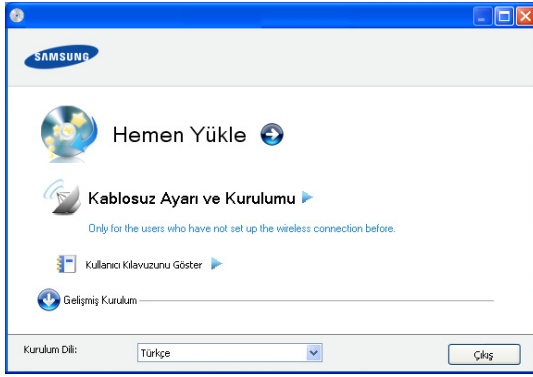 SAMSUNG
Hemen Yükle
Kablosuz Ayarı ve Kurulumu
Only for the users who have not set up the wireless connection before.
Kullanıcı Kılavuzunu Göster
Gelişmiş Kurulum
Kurulum Dili: Türkçe Çıkış